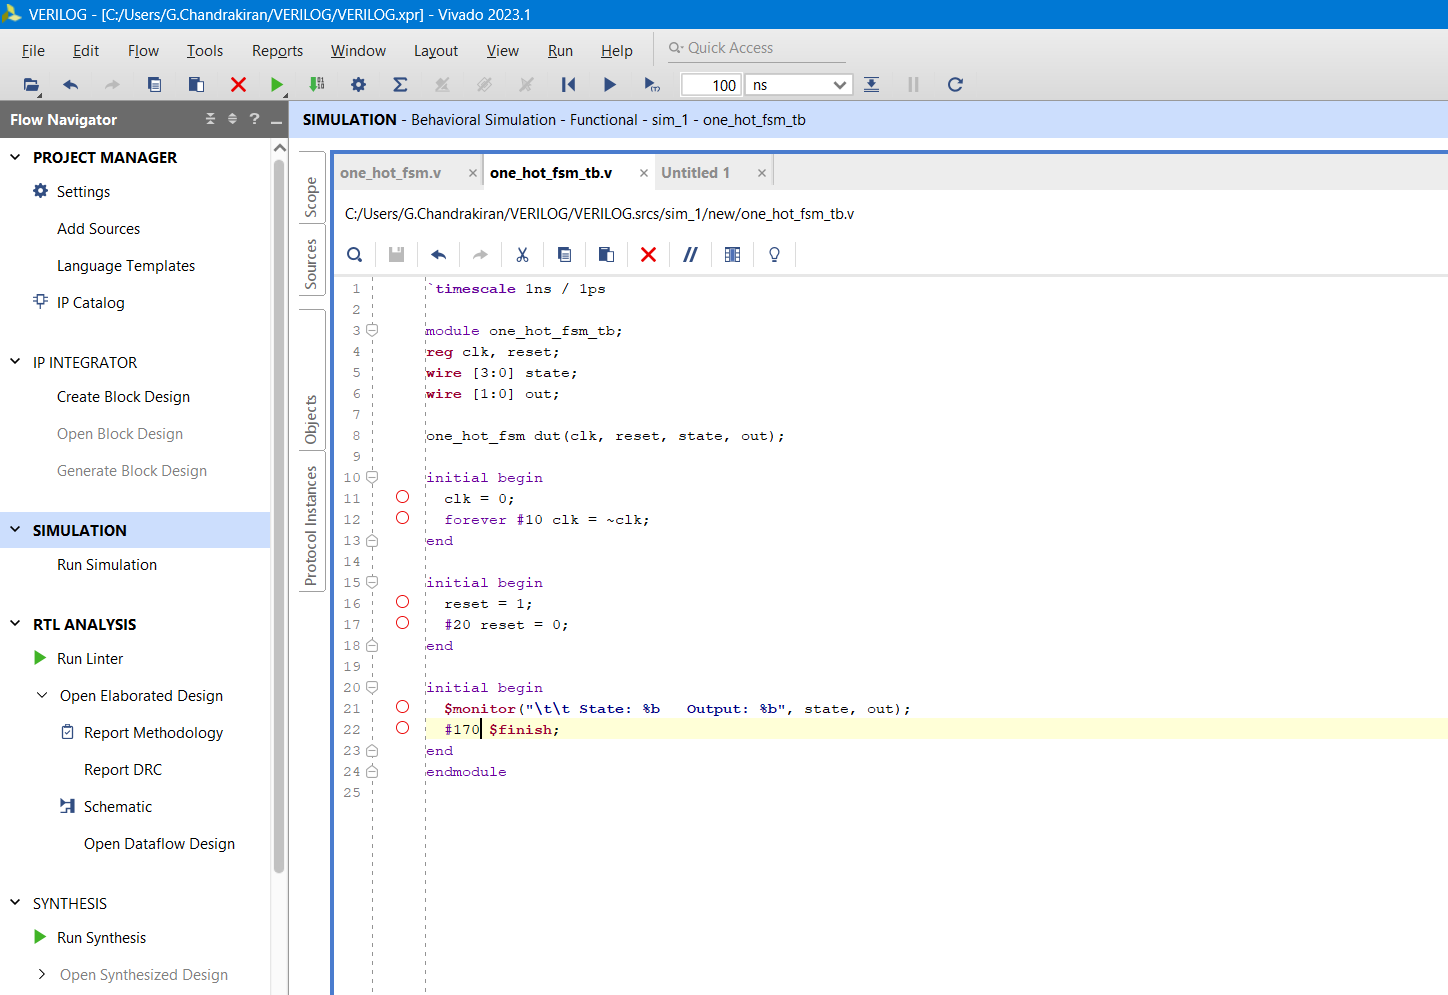 VERILOG - [C:/Users/G.Chandrakiran/VERILOG/VERILOG.xpr] - Vivado 2023.1
File Edit Flow Tools Reports Window Layout View Run Help Quick Access
100 ns
Flow Navigator ?
SIMULATION - Behavioral Simulation - Functional - sim_1 - one_hot_fsm_tb
PROJECT MANAGER
Settings
Add Sources
Language Templates
IP Catalog
IP INTEGRATOR
Create Block Design
Open Block Design
Generate Block Design
SIMULATION
Run Simulation
RTL ANALYSIS
Run Linter
Open Elaborated Design
Report Methodology
Report DRC
Schematic
Open Dataflow Design
SYNTHESIS
Run Synthesis
Open Synthesized Design
Scope
Sources
Objects
Protocol Instances
one_hot_fsm.v × one_hot_fsm_tb.v × Untitled 1 ×
C:/Users/G.Chandrakiran/VERILOG/VERILOG.srcs/sim_1/new/one_hot_fsm_tb.v
1 `timescale 1ns / 1ps
2
3 module one_hot_fsm_tb;
4 reg clk, reset;
5 wire [3:0] state;
6 wire [1:0] out;
7
8 one_hot_fsm dut(clk, reset, state, out);
9
10 initial begin
11 clk = 0;
12 forever #10 clk = ~clk;
13 end
14
15 initial begin
16 reset = 1;
17 #20 reset = 0;
18 end
19
20 initial begin
21 $monitor("\t\t State: %b   Output: %b", state, out);
22 #170 $finish;
23 end
24 endmodule
25